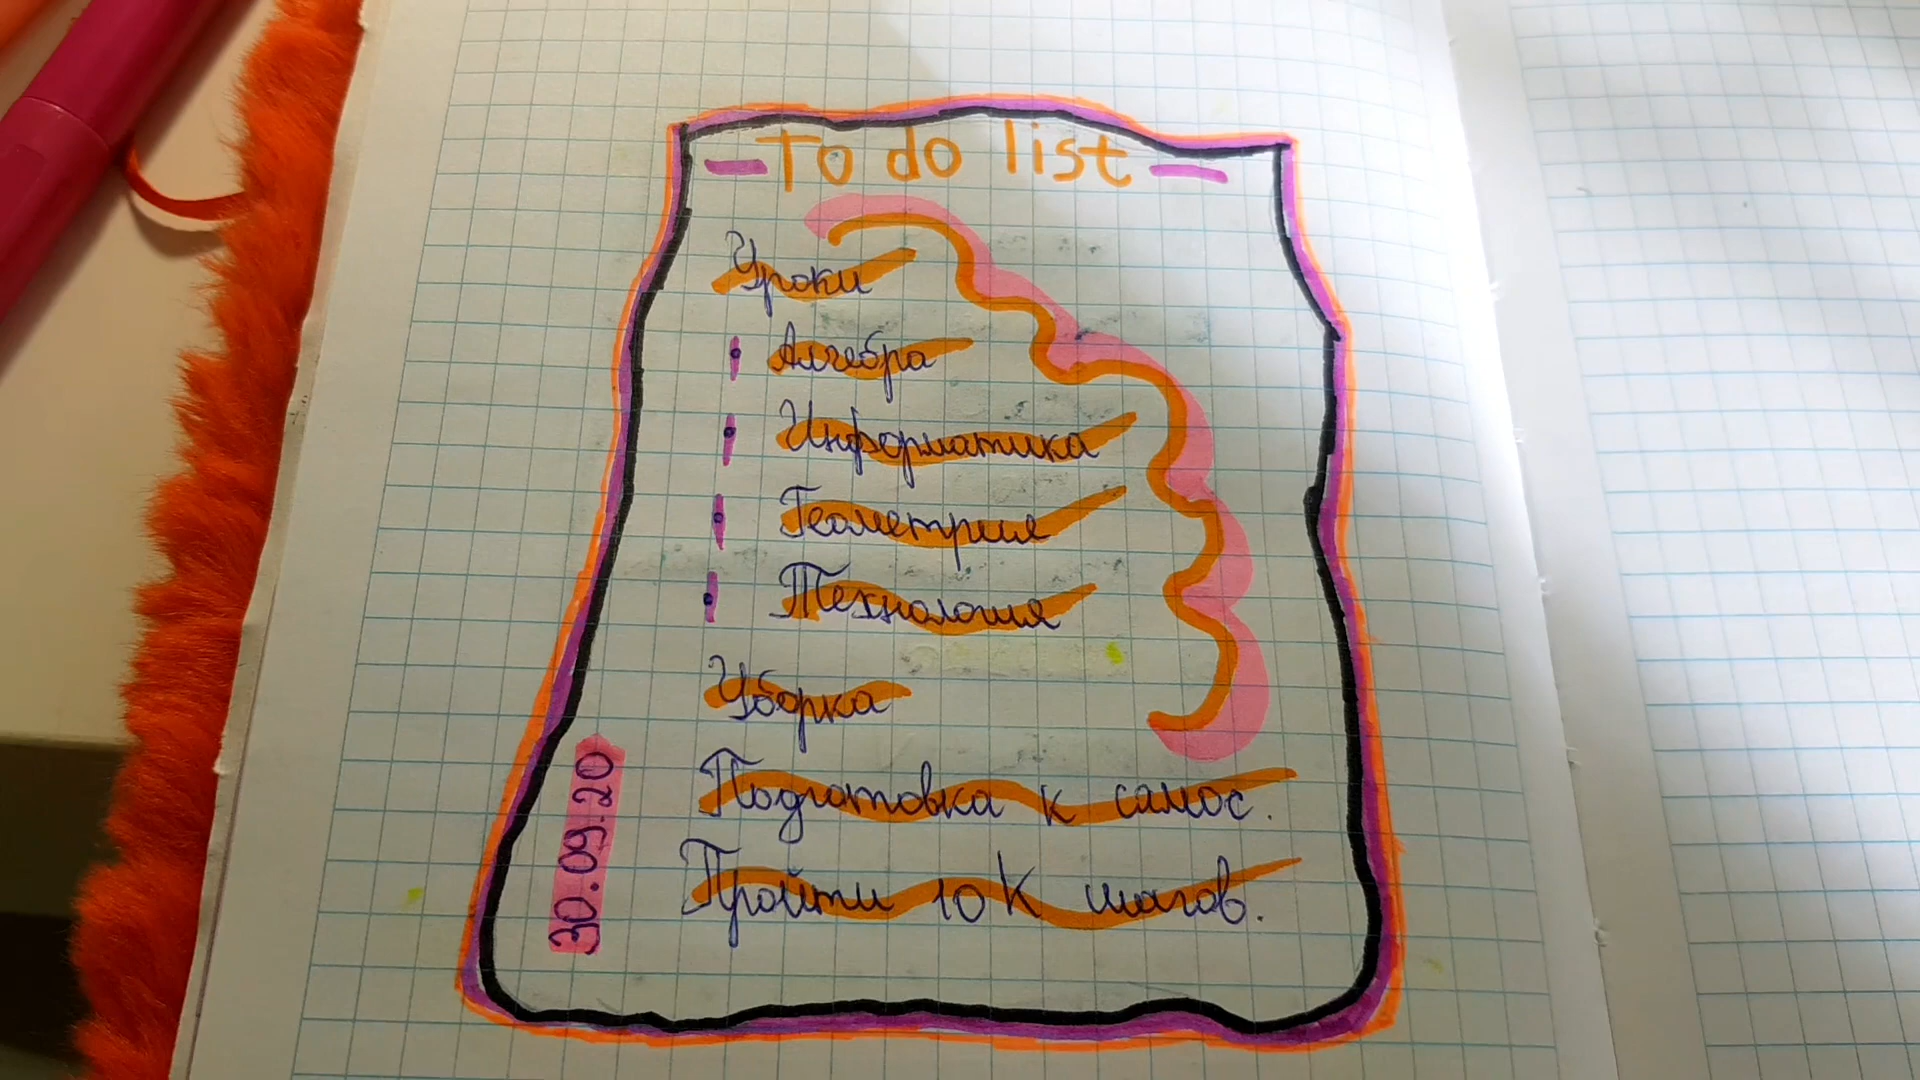 To do list
Уроки
Алгебра
Информатика
Геометрия
Технология
Уборка
Подготовка к самос.
Пройти 10К шагов.
30.09.20